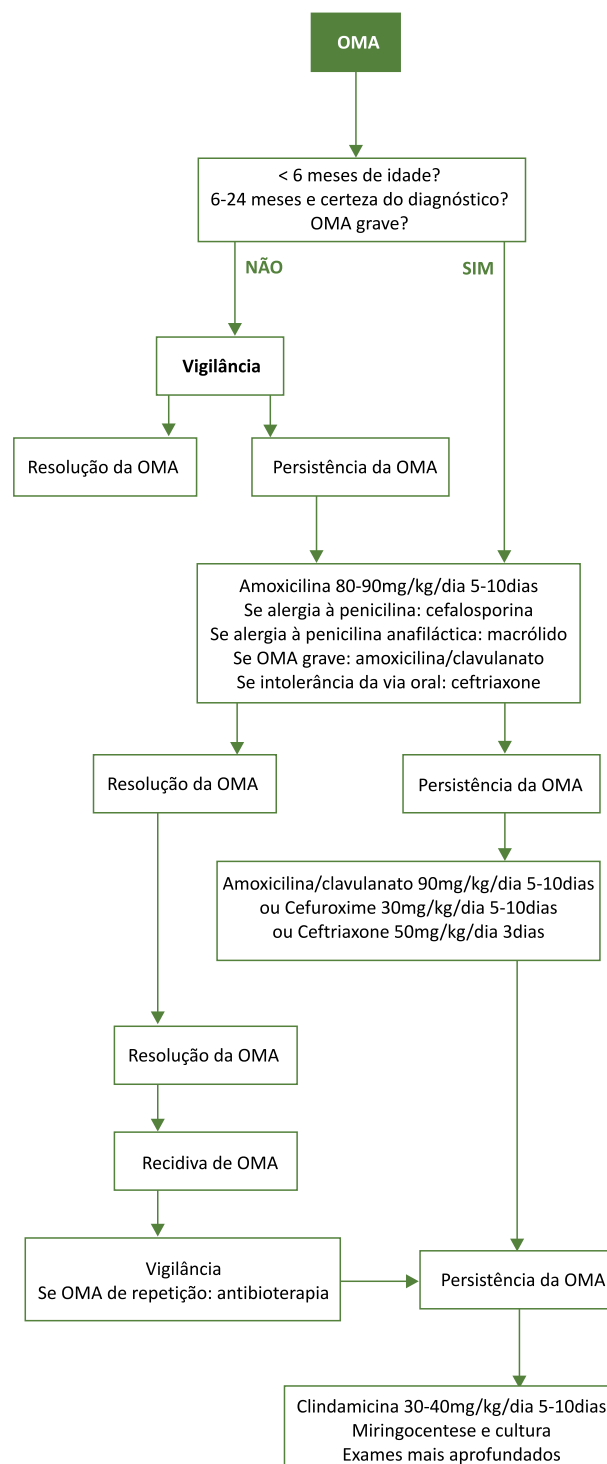 OMA
< 6 meses de idade?
6-24 meses e certeza do diagnóstico?
OMA grave?
NÃO
SIM
Vigilância
Resolução da OMA
Persistência da OMA
Amoxicilina 80-90mg/kg/dia 5-10dias
Se alergia à penicilina: cefalosporina
Se alergia à penicilina anafiláctica: macrólido
Se OMA grave: amoxicilina/clavulanato
Se intolerância da via oral: ceftriaxone
Resolução da OMA
Persistência da OMA
Amoxicilina/clavulanato 90mg/kg/dia 5-10dias
ou Cefuroxime 30mg/kg/dia 5-10dias
ou Ceftriaxone 50mg/kg/dia 3dias
Resolução da OMA
Recidiva de OMA
Vigilância
Se OMA de repetição: antibioterapia
Persistência da OMA
Clindamicina 30-40mg/kg/dia 5-10dias
Miringocentese e cultura
Exames mais aprofundados